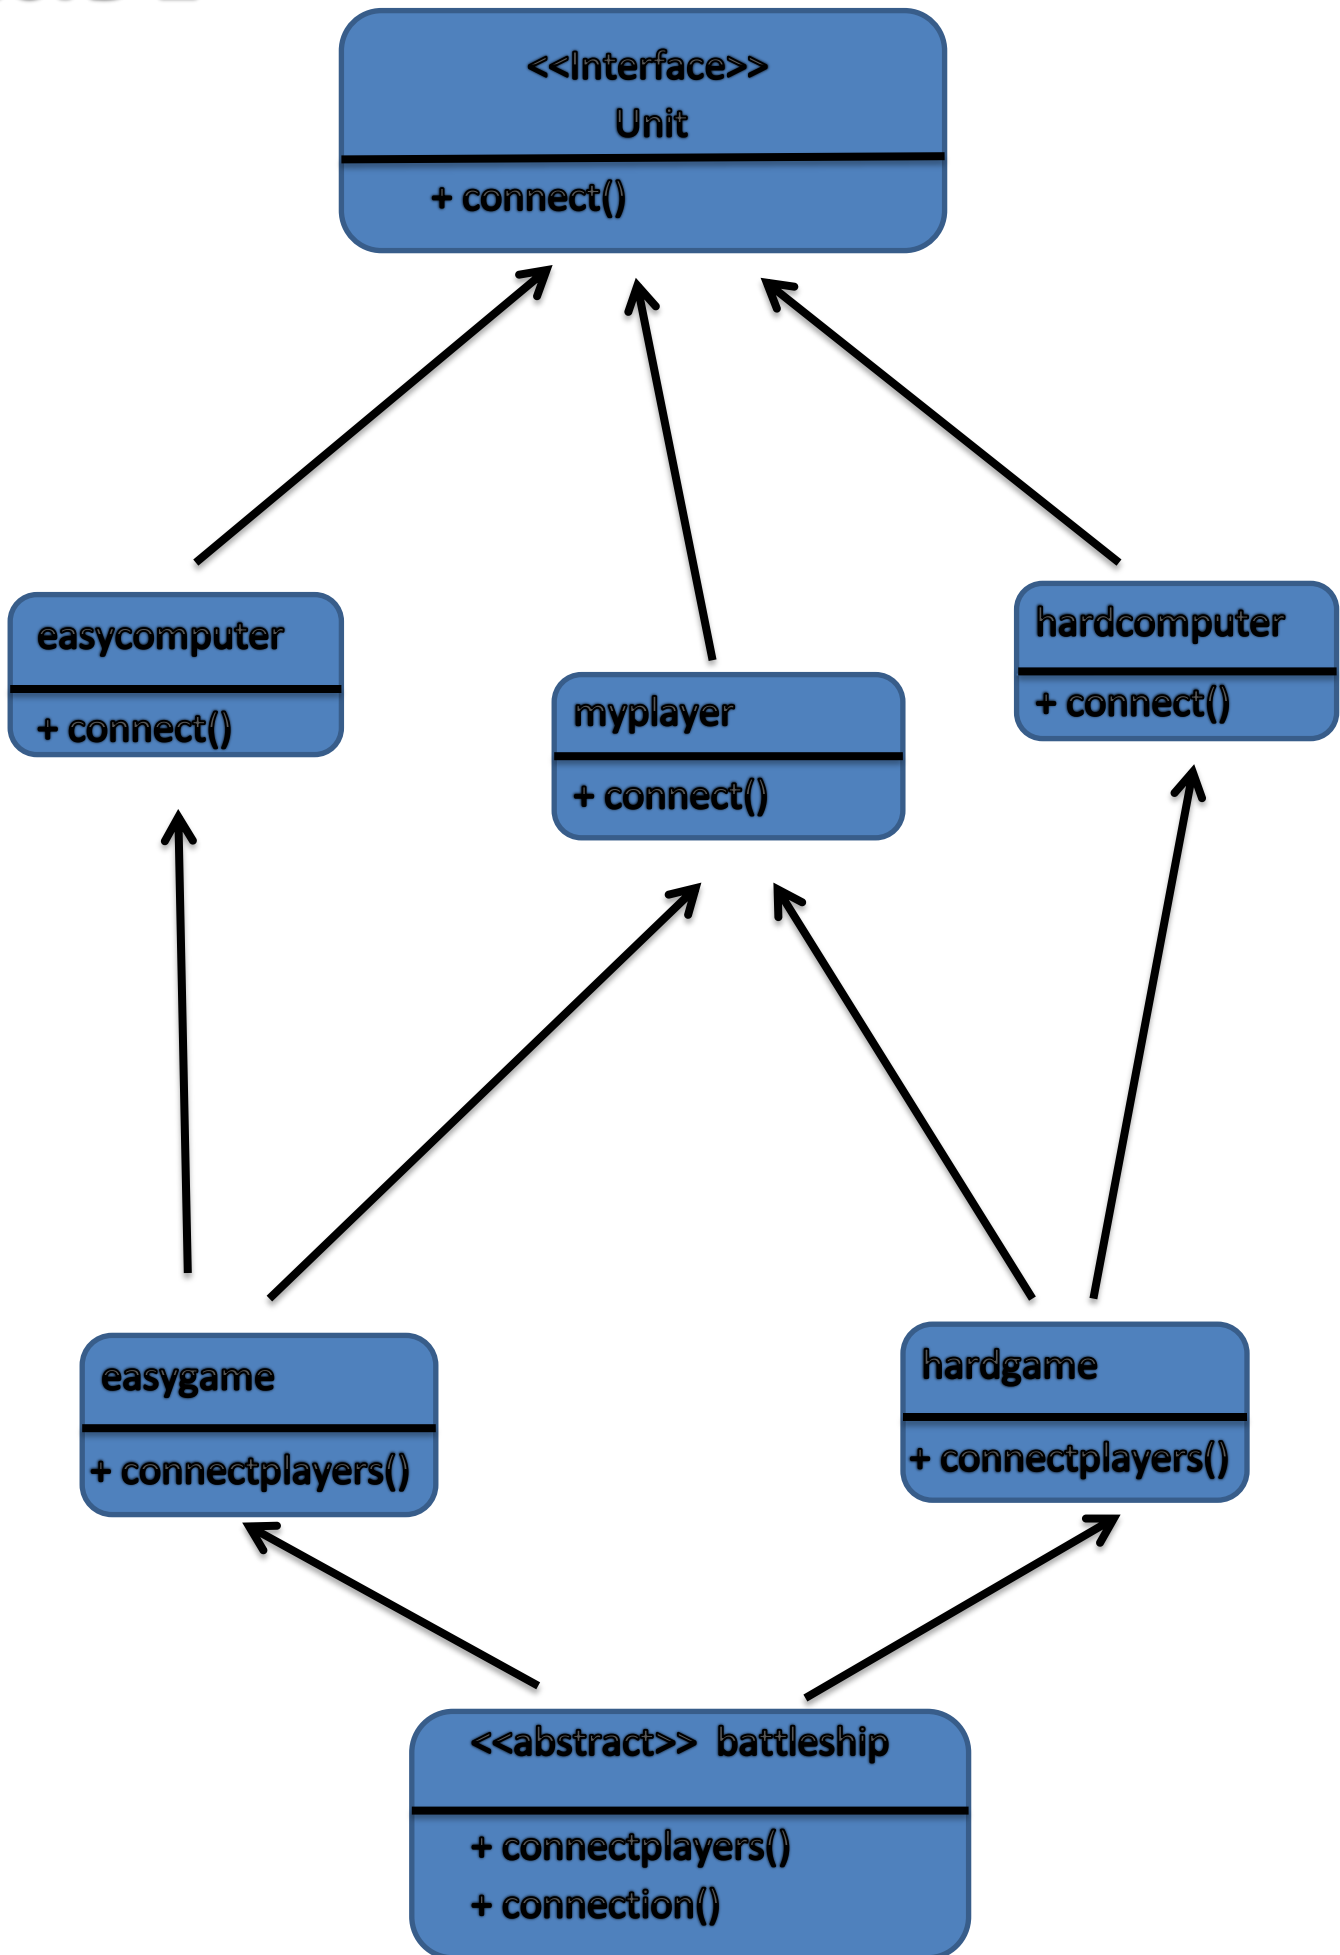 <<Interface>>
Unit
+ connect()
easycomputer
+ connect()
myplayer
+ connect()
hardcomputer
+ connect()
easygame
+ connectplayers()
hardgame
+ connectplayers()
<<abstract>> battleship
+ connectplayers()
+ connection()